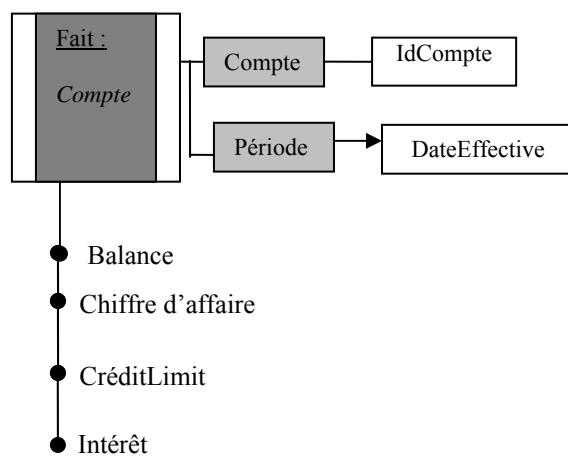 Fait :
Compte
Compte
IdCompte
Période
DateEffective
Balance
Chiffre d’affaire
CréditLimit
Intérêt